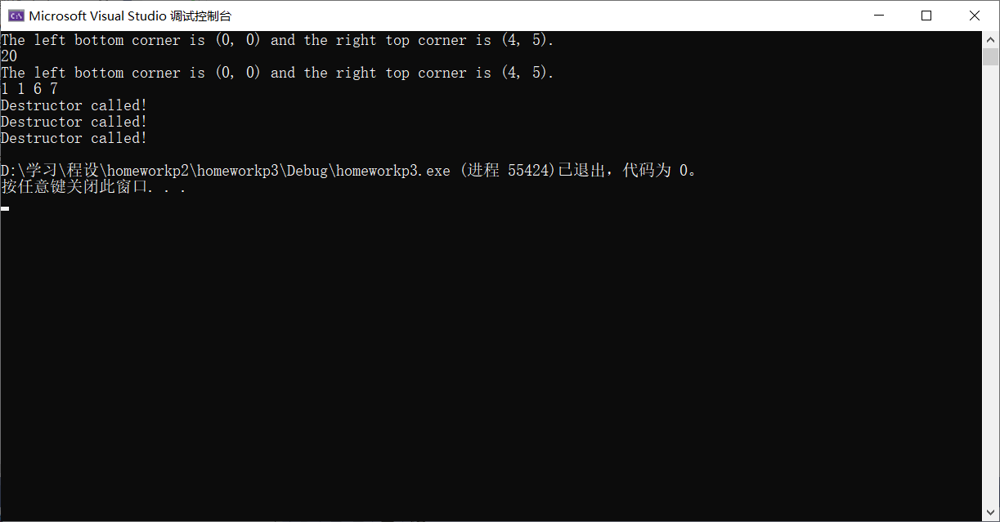 Microsoft Visual Studio 调试控制台
The left bottom corner is (0, 0) and the right top corner is (4, 5).
20
The left bottom corner is (0, 0) and the right top corner is (4, 5).
1 1 6 7
Destructor called!
Destructor called!
Destructor called!
D:\学习\程设\homeworkp2\homeworkp3\Debug\homeworkp3.exe (进程 55424)已退出，代码为 0。
按任意键关闭此窗口. . .